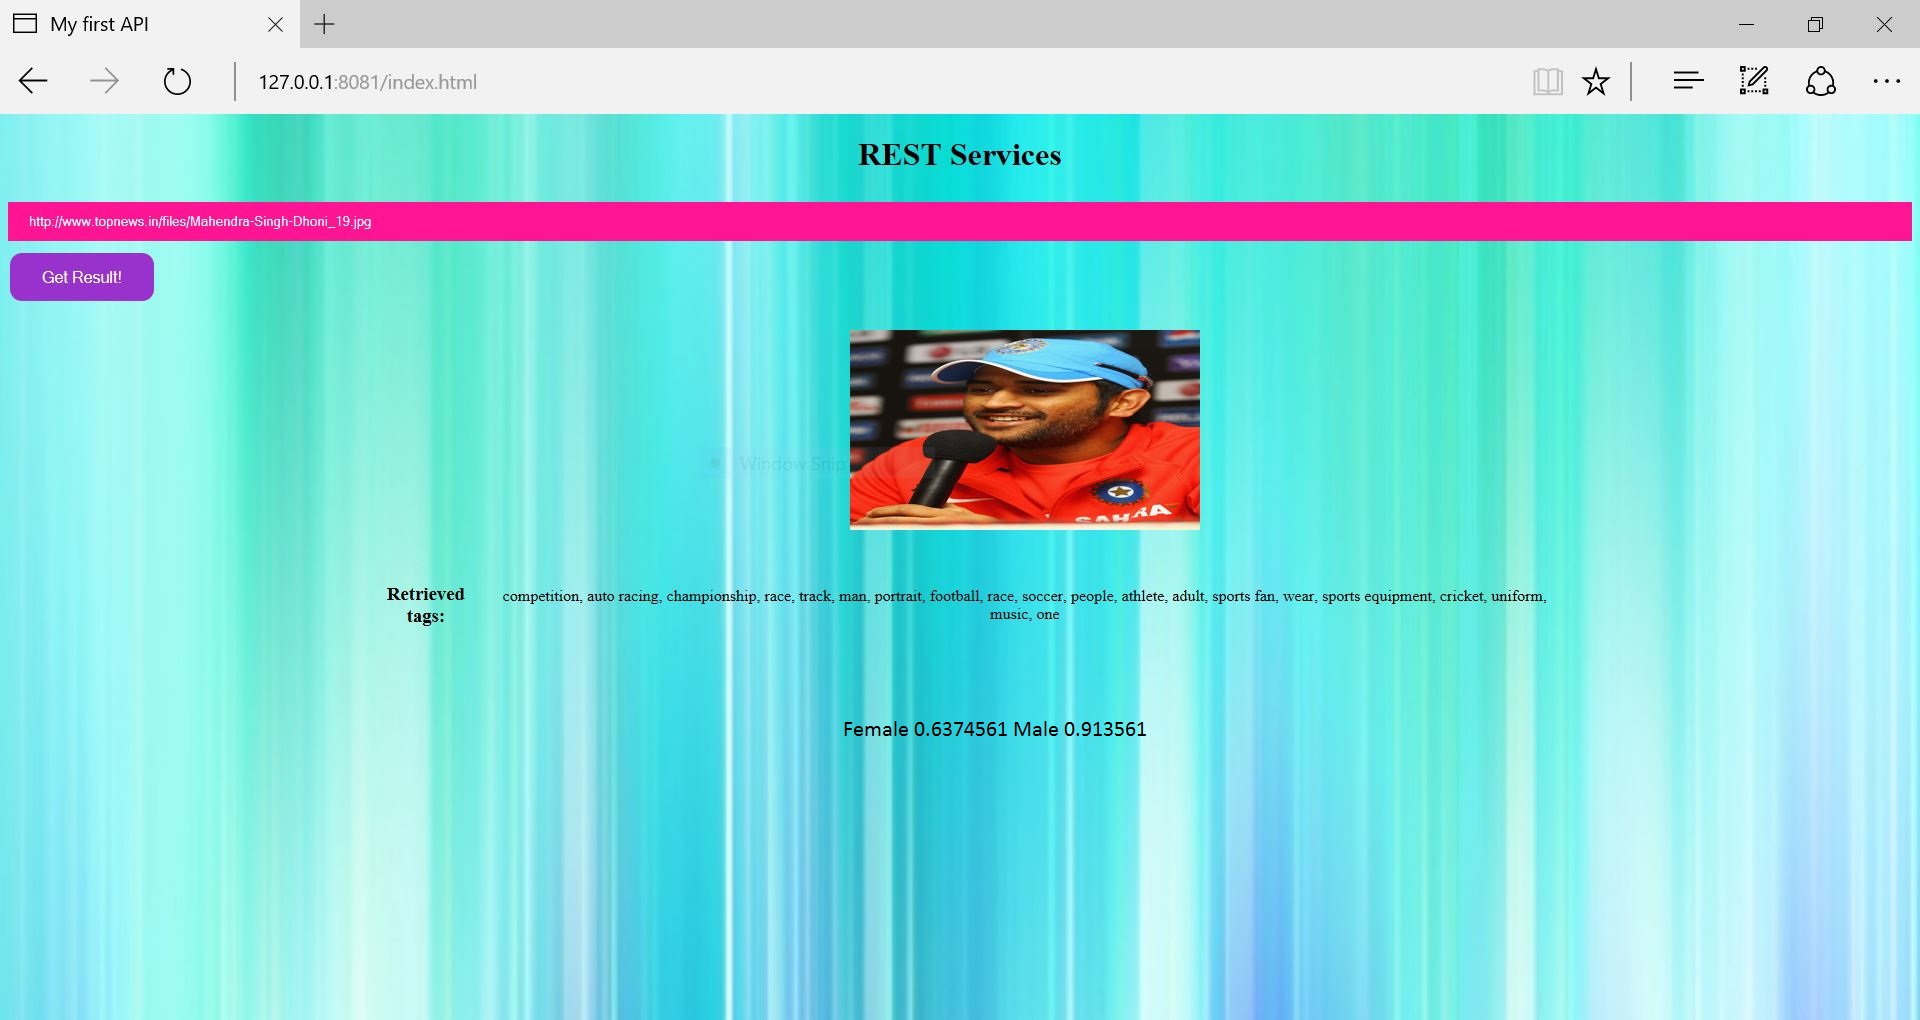 My first API
127.0.0.1:8081/index.html
REST Services
http://www.topnews.in/files/Mahendra-Singh-Dhoni_19.jpg
Get Result!
Window Snip
SAHARA
Retrieved
tags:
competition, auto racing, championship, race, track, man, portrait, football, race, soccer, people, athlete, adult, sports fan, wear, sports equipment, cricket, uniform,
music, one
Female 0.6374561 Male 0.913561